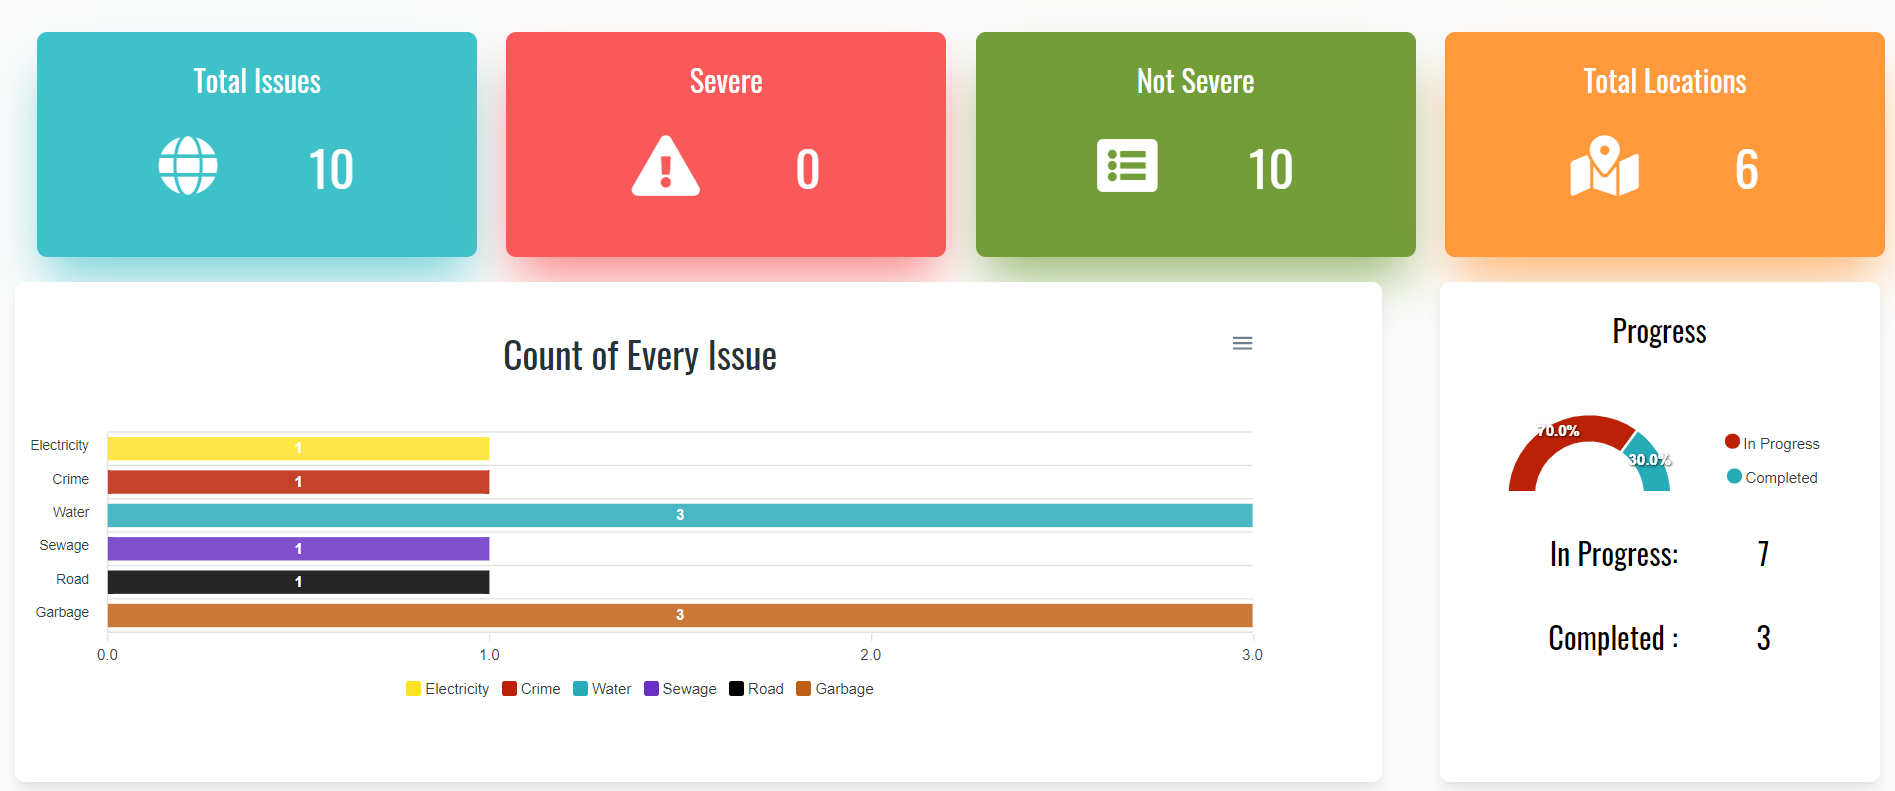 Total Issues
10
Severe
0
Not Severe
10
Total Locations
6
Count of Every Issue
Electricity 1
Crime 1
Water 3
Sewage 1
Road 1
Garbage 3
0.0 1.0 2.0 3.0
Electricity Crime Water Sewage Road Garbage
Progress
70.0%
30.0%
In Progress
Completed
In Progress: 7
Completed : 3